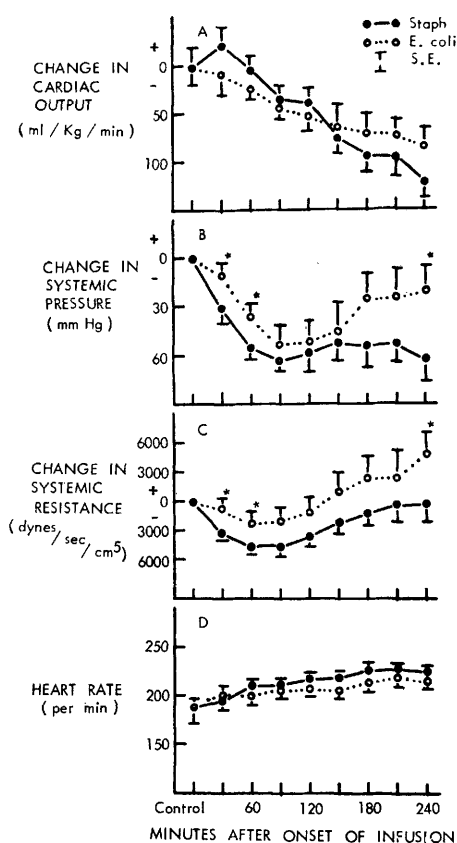 A
Staph
E. coli
S.E.
CHANGE IN
CARDIAC
OUTPUT
(ml/Kg/min)
+
0
-
50
100
B
CHANGE IN
SYSTEMIC
PRESSURE
(mm Hg)
+
0
-
30
60
* * *
C
CHANGE IN
SYSTEMIC
RESISTANCE
(dynes/sec/cm5)
6000
3000
+
0
-
3000
6000
* * *
D
HEART RATE
(per min)
250
200
150
Control 60 120 180 240
MINUTES AFTER ONSET OF INFUSION